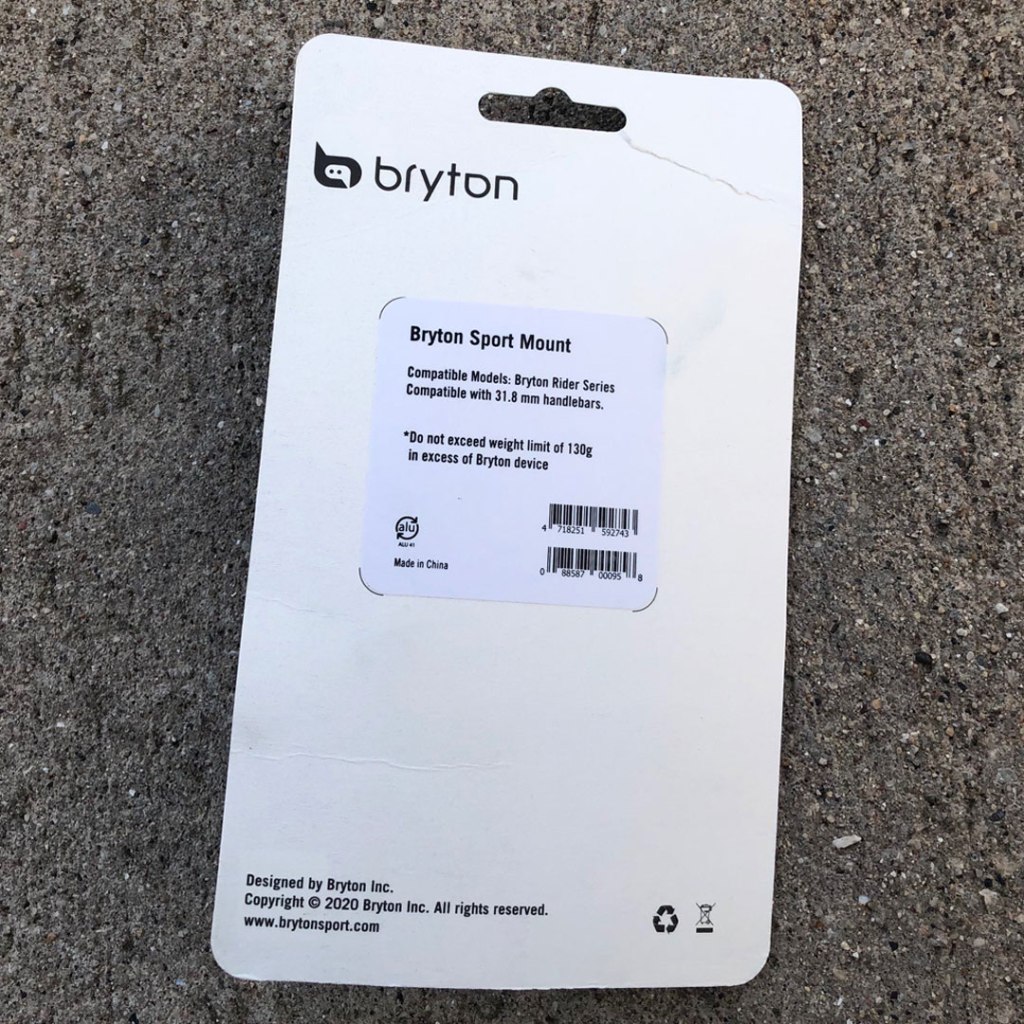 bryton
Bryton Sport Mount
Compatible Models: Bryton Rider Series
Compatible with 31.8 mm handlebars.
*Do not exceed weight limit of 130g
in excess of Bryton device
alu
ALU 41
Made in China
4 718251 592743
0 88587 00095 8
Designed by Bryton Inc.
Copyright © 2020 Bryton Inc. All rights reserved.
www.brytonsport.com